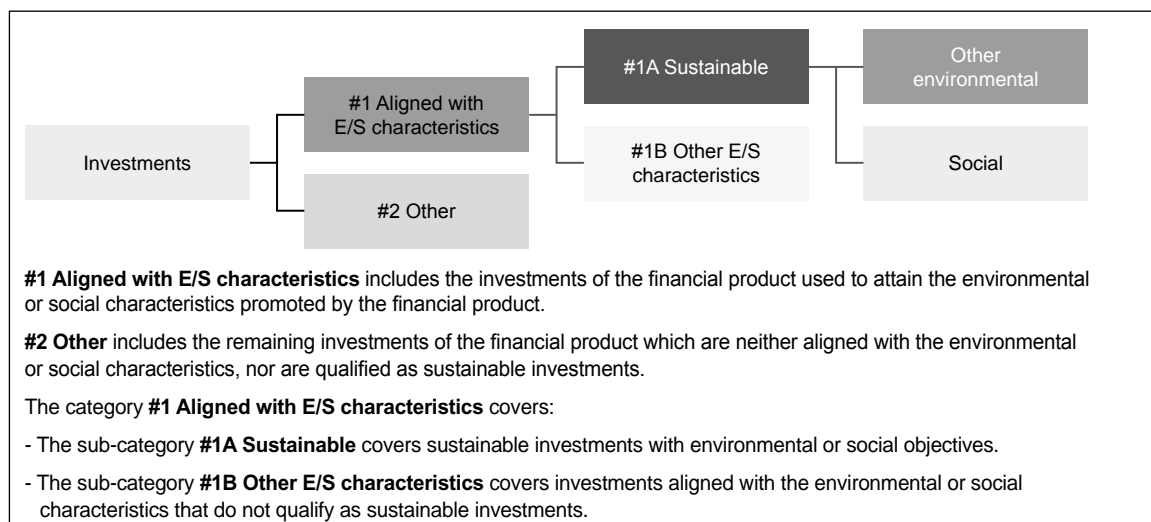 #1A Sustainable
Other
environmental
#1 Aligned with
E/S characteristics
Investments
#1B Other E/S
characteristics
Social
#2 Other
#1 Aligned with E/S characteristics includes the investments of the financial product used to attain the environmental
or social characteristics promoted by the financial product.
#2 Other includes the remaining investments of the financial product which are neither aligned with the environmental
or social characteristics, nor are qualified as sustainable investments.
The category #1 Aligned with E/S characteristics covers:
- The sub-category #1A Sustainable covers sustainable investments with environmental or social objectives.
- The sub-category #1B Other E/S characteristics covers investments aligned with the environmental or social
characteristics that do not qualify as sustainable investments.